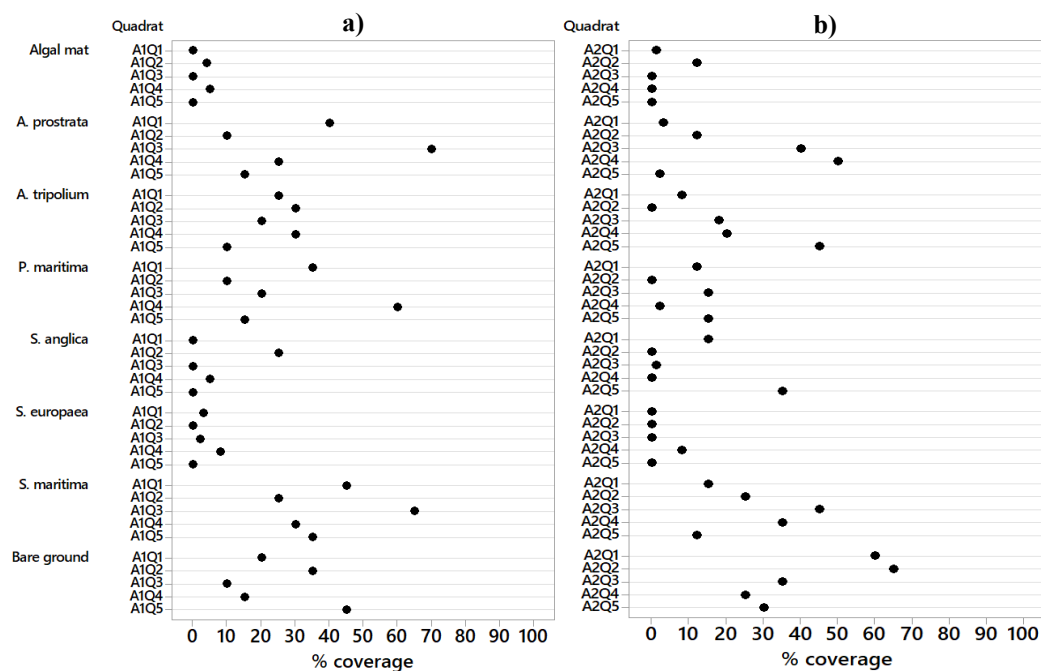 Quadrat a) Quadrat b)
Algal mat A1Q1 A2Q1
A1Q2 A2Q2
A1Q3 A2Q3
A1Q4 A2Q4
A1Q5 A2Q5
A. prostrata A1Q1 A2Q1
A1Q2 A2Q2
A1Q3 A2Q3
A1Q4 A2Q4
A1Q5 A2Q5
A. tripolium A1Q1 A2Q1
A1Q2 A2Q2
A1Q3 A2Q3
A1Q4 A2Q4
A1Q5 A2Q5
P. maritima A1Q1 A2Q1
A1Q2 A2Q2
A1Q3 A2Q3
A1Q4 A2Q4
A1Q5 A2Q5
S. anglica A1Q1 A2Q1
A1Q2 A2Q2
A1Q3 A2Q3
A1Q4 A2Q4
A1Q5 A2Q5
S. europaea A1Q1 A2Q1
A1Q2 A2Q2
A1Q3 A2Q3
A1Q4 A2Q4
A1Q5 A2Q5
S. maritima A1Q1 A2Q1
A1Q2 A2Q2
A1Q3 A2Q3
A1Q4 A2Q4
A1Q5 A2Q5
Bare ground A1Q1 A2Q1
A1Q2 A2Q2
A1Q3 A2Q3
A1Q4 A2Q4
A1Q5 A2Q5
0 10 20 30 40 50 60 70 80 90 100 0 10 20 30 40 50 60 70 80 90 100
% coverage % coverage